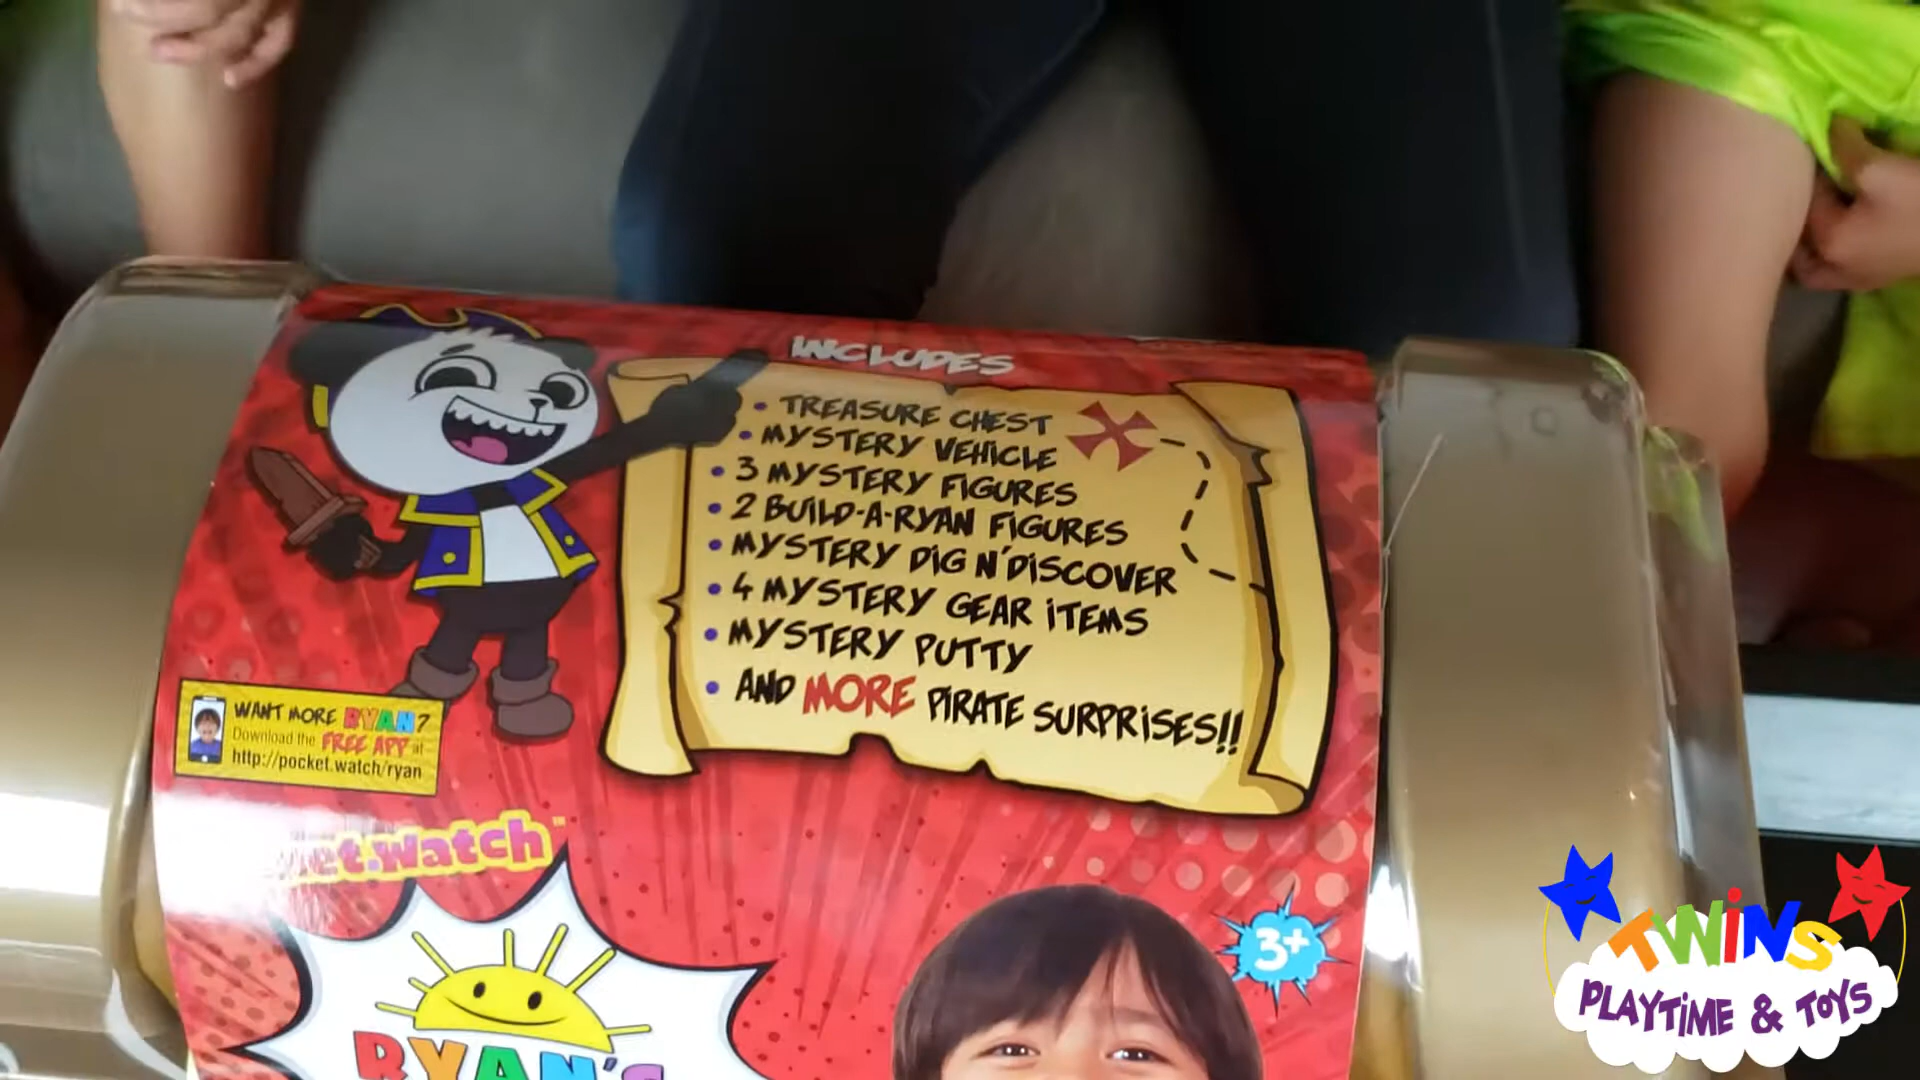 INCLUDES
• TREASURE CHEST
• MYSTERY VEHICLE
• 3 MYSTERY FIGURES
• 2 BUILD-A-RYAN FIGURES
• MYSTERY DIG N'DISCOVER
• 4 MYSTERY GEAR ITEMS
• MYSTERY PUTTY
• AND MORE PIRATE SURPRISES!!
WANT MORE RYAN?
Download the FREE APP at
http://pocket.watch/ryan
.watch™
3+
RYAN'S
TWINS
PLAYTIME & TOYS